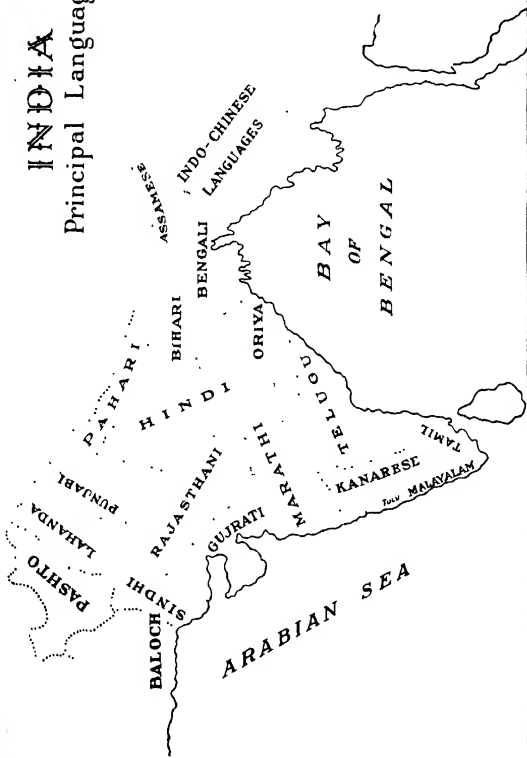 INDIA
Principal Languag
PASHTO
LAHANDA
PUNJABI
PAHARI
BALOCH
SINDHI
RAJASTHANI
HINDI
BIHARI
ASSAMESE
INDO-CHINESE
LANGUAGES
BENGALI
GUJRATI
MARATHI
ORIYA
TELUGU
KANARESE
TULU
MALAYALAM
TAMIL
ARABIAN SEA
BAY
OF
BENGAL